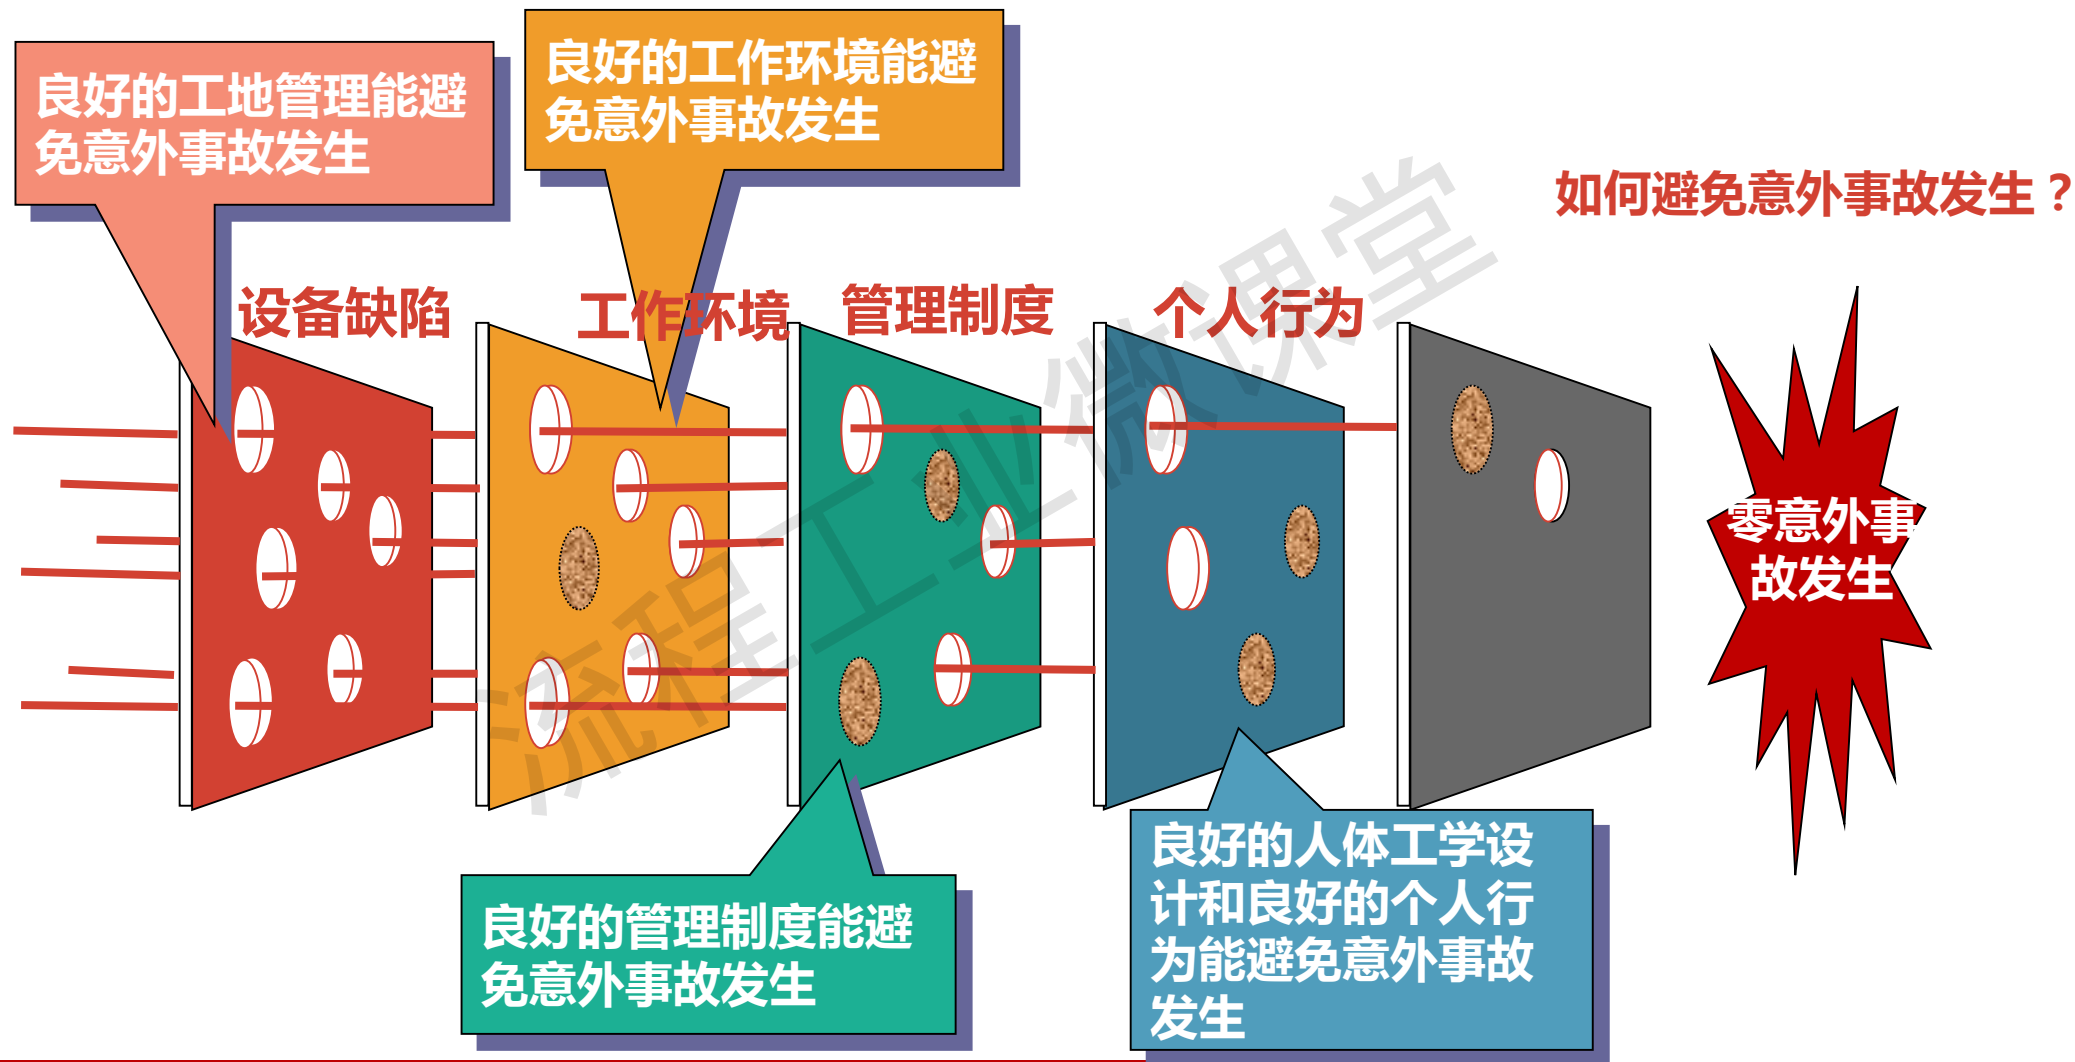 良好的工地管理能避
免意外事故发生
良好的工作环境能避
免意外事故发生
如何避免意外事故发生？
设备缺陷
工作环境
管理制度
个人行为
零意外事
故发生
良好的管理制度能避
免意外事故发生
良好的人体工学设
计和良好的个人行
为能避免意外事故
发生
流程工业微课堂